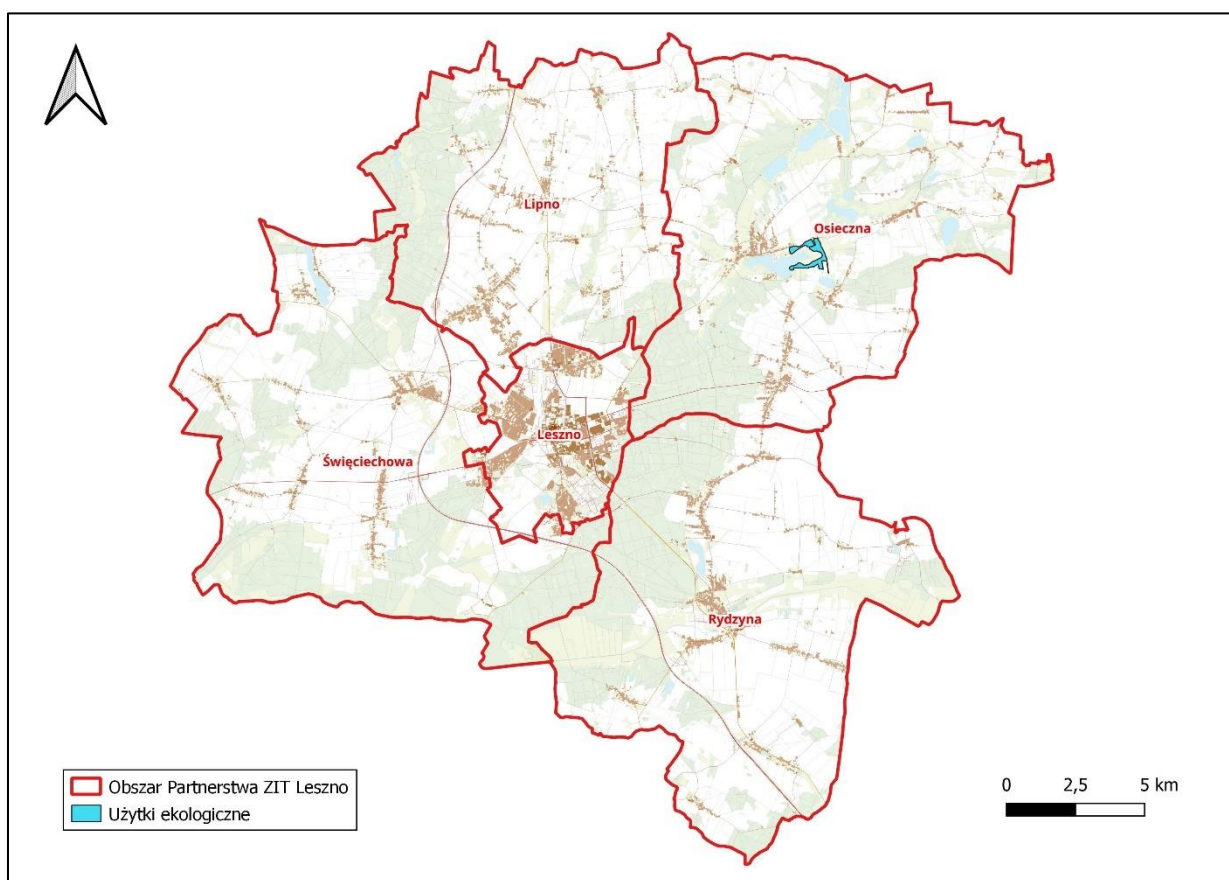 Lipno
Osieczna
Leszno
Święciechowa
Rydzyna
Obszar Partnerstwa ZIT Leszno
Użytki ekologiczne
0 2,5 5 km